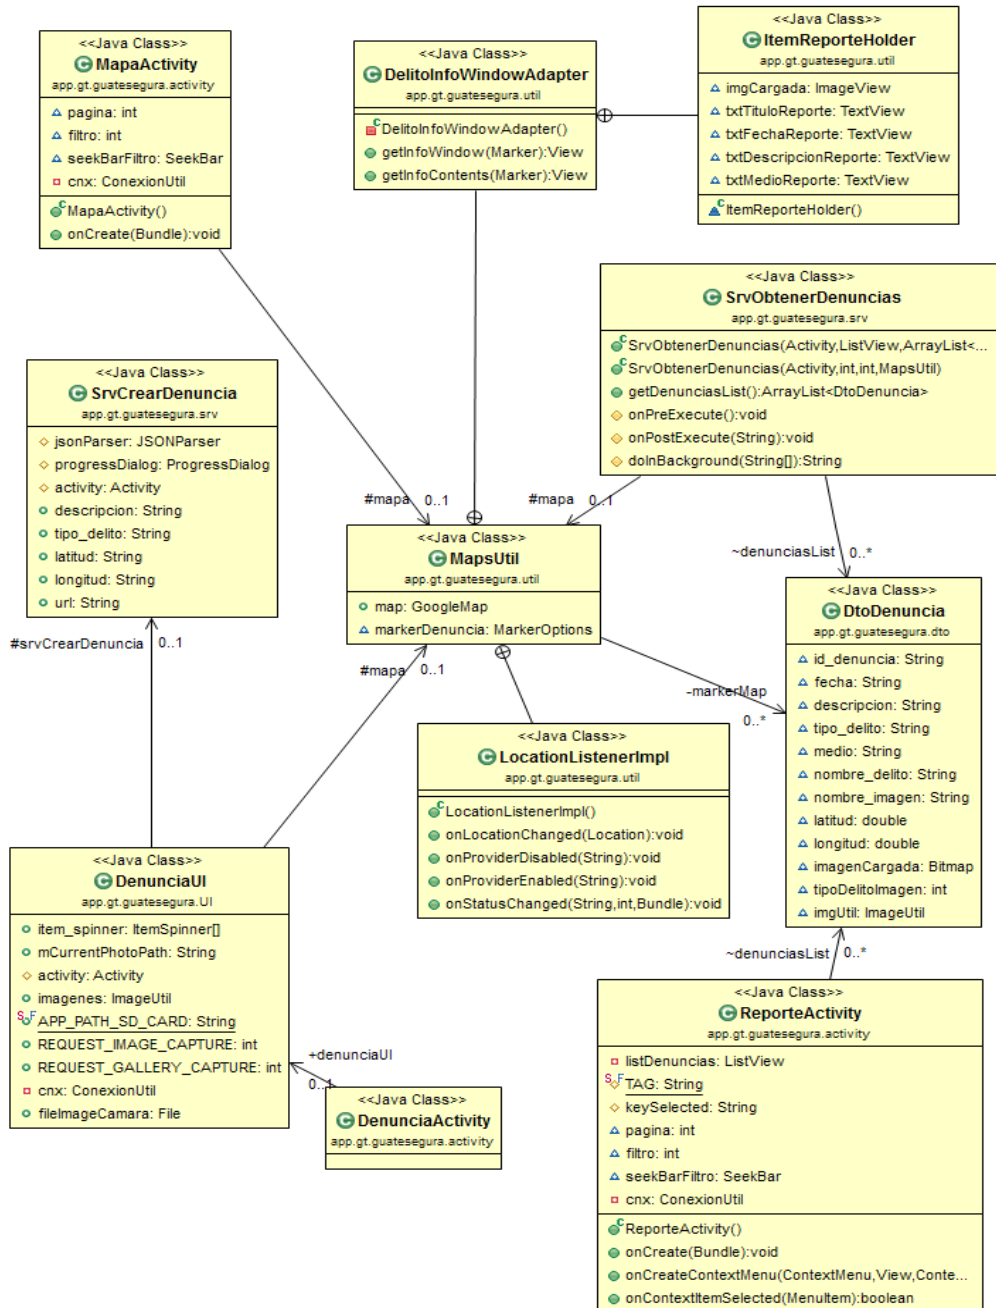 <<Java Class>>
MapaActivity
app.gt.guatesegura.activity
pagina: int
filtro: int
seekBarFiltro: SeekBar
cnx: ConexionUtil
MapaActivity()
onCreate(Bundle):void
<<Java Class>>
DelitoInfoWindowAdapter
app.gt.guatesegura.util
DelitoInfoWindowAdapter()
getInfoWindow(Marker):View
getInfoContents(Marker):View
<<Java Class>>
ItemReporteHolder
app.gt.guatesegura.util
imgCargada: ImageView
txtTituloReporte: TextView
txtFechaReporte: TextView
txtDescripcionReporte: TextView
txtMedioReporte: TextView
ItemReporteHolder()
<<Java Class>>
SrvObtenerDenuncias
app.gt.guatesegura.srv
SrvObtenerDenuncias(Activity,ListView,ArrayList<...
SrvObtenerDenuncias(Activity,int,int,MapsUtil)
getDenunciasList():ArrayList<DtoDenuncia>
onPreExecute():void
onPostExecute(String):void
doInBackground(String[]):String
<<Java Class>>
SrvCrearDenuncia
app.gt.guatesegura.srv
jsonParser: JSONParser
progressDialog: ProgressDialog
activity: Activity
descripcion: String
tipo_delito: String
latitud: String
longitud: String
url: String
#mapa 0..1
#mapa 0..1
~denunciasList 0..*
<<Java Class>>
MapsUtil
app.gt.guatesegura.util
map: GoogleMap
markerDenuncia: MarkerOptions
#srvCrearDenuncia 0..1
#mapa 0..1
-markerMap
0..*
<<Java Class>>
DtoDenuncia
app.gt.guatesegura.dto
id_denuncia: String
fecha: String
descripcion: String
tipo_delito: String
medio: String
nombre_delito: String
nombre_imagen: String
latitud: double
longitud: double
imagenCargada: Bitmap
tipoDelitoImagen: int
imgUtil: ImageUtil
<<Java Class>>
LocationListenerImpl
app.gt.guatesegura.util
LocationListenerImpl()
onLocationChanged(Location):void
onProviderDisabled(String):void
onProviderEnabled(String):void
onStatusChanged(String,int,Bundle):void
<<Java Class>>
DenunciaUI
app.gt.guatesegura.UI
item_spinner: ItemSpinner[]
mCurrentPhotoPath: String
activity: Activity
imagenes: ImageUtil
S F APP_PATH_SD_CARD: String
REQUEST_IMAGE_CAPTURE: int
REQUEST_GALLERY_CAPTURE: int
cnx: ConexionUtil
fileImageCamara: File
+denunciaUI
0..1
<<Java Class>>
DenunciaActivity
app.gt.guatesegura.activity
~denunciasList 0..*
<<Java Class>>
ReporteActivity
app.gt.guatesegura.activity
listDenuncias: ListView
S F TAG: String
keySelected: String
pagina: int
filtro: int
seekBarFiltro: SeekBar
cnx: ConexionUtil
ReporteActivity()
onCreate(Bundle):void
onCreateContextMenu(ContextMenu,View,Conte...
onContextItemSelected(MenuItem):boolean